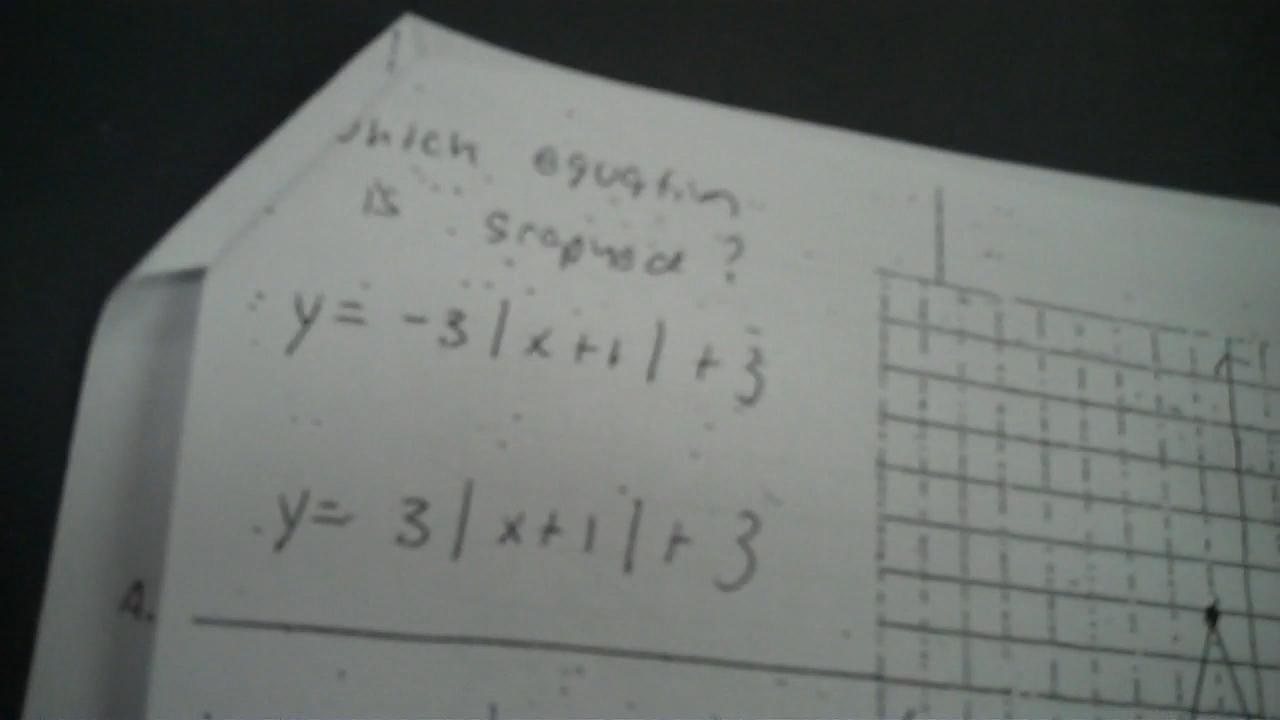 which equation
is graphed?
y = -3|x+1| + 3
y = 3|x+1| + 3
A.